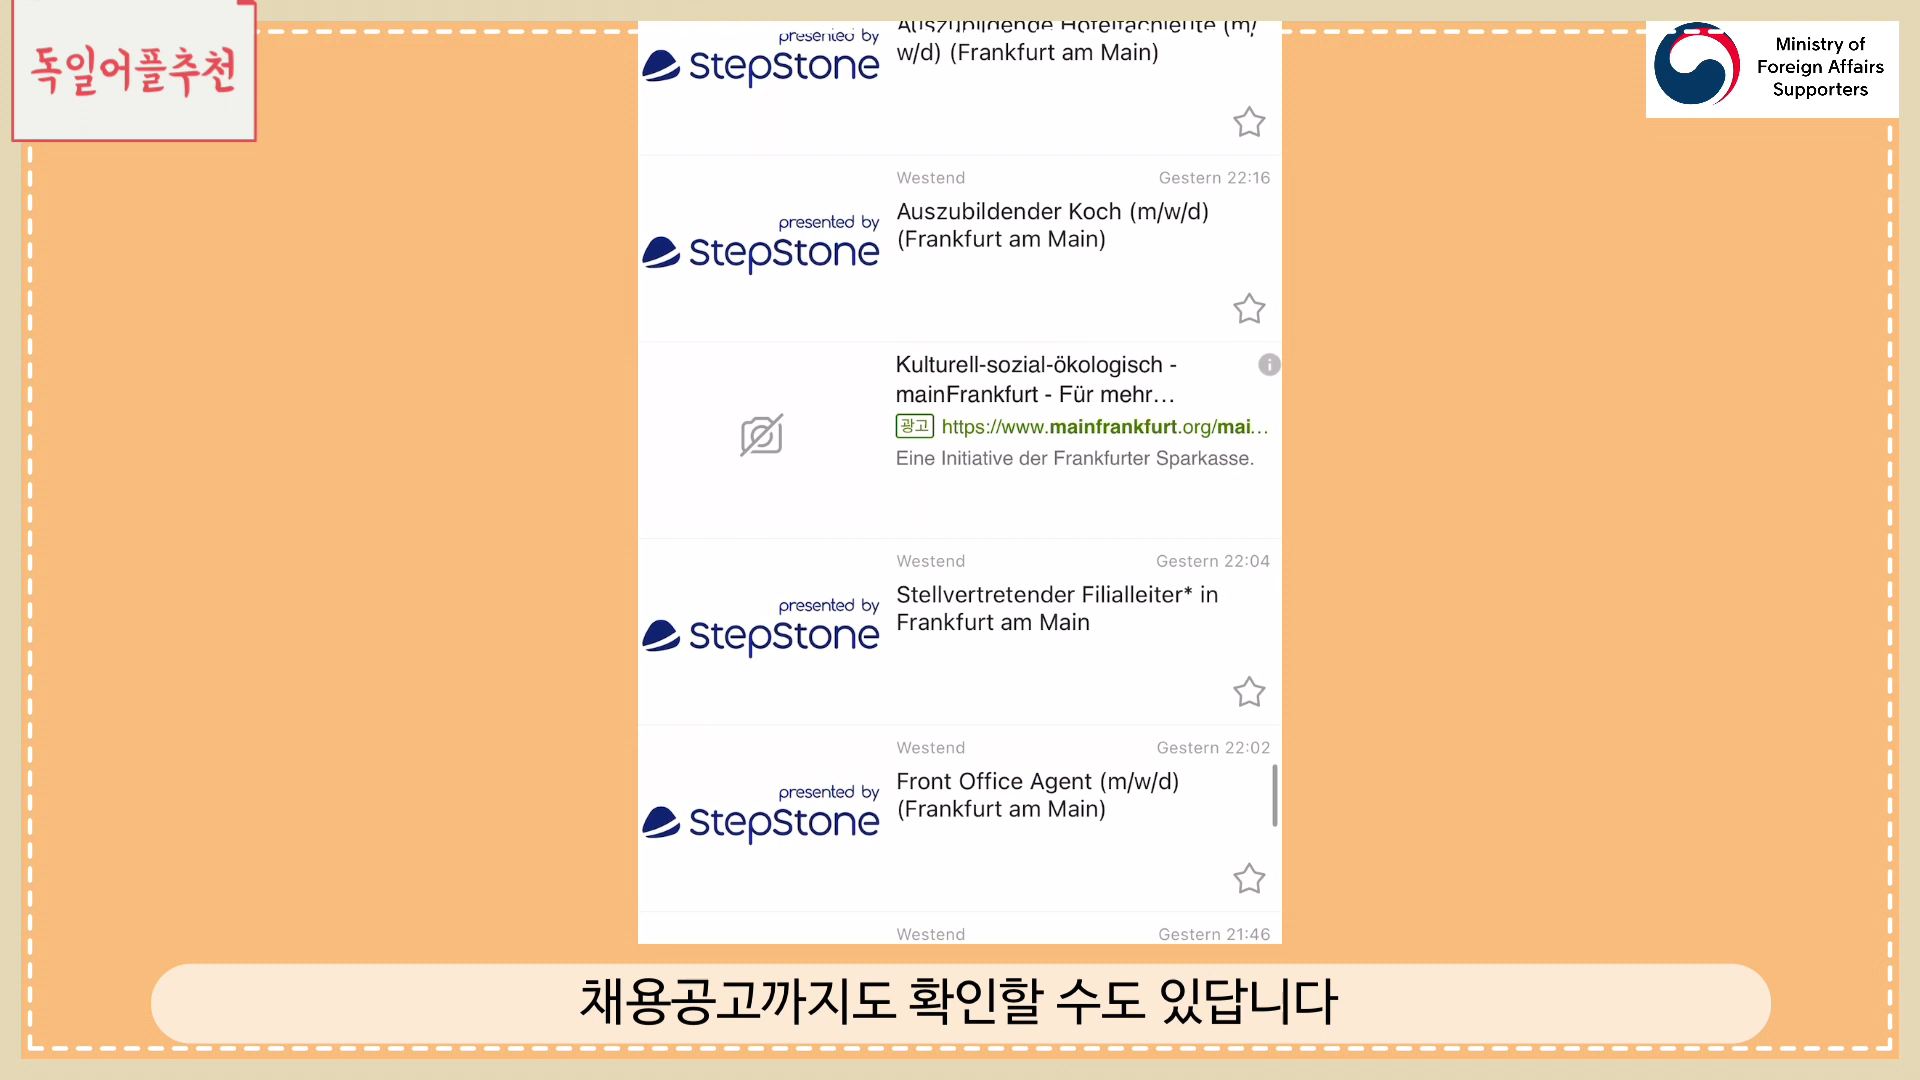 독일어플추천
Ministry of
Foreign Affairs
Supporters
Auszubildende Hotelfachleute (m/
w/d) (Frankfurt am Main)
presented by
StepStone
Westend
Gestern 22:16
Auszubildender Koch (m/w/d)
(Frankfurt am Main)
presented by
StepStone
Kulturell-sozial-ökologisch -
mainFrankfurt - Für mehr...
광고 https://www.mainfrankfurt.org/mai...
Eine Initiative der Frankfurter Sparkasse.
Westend
Gestern 22:04
Stellvertretender Filialleiter* in
Frankfurt am Main
presented by
StepStone
Westend
Gestern 22:02
Front Office Agent (m/w/d)
(Frankfurt am Main)
presented by
StepStone
Westend
Gestern 21:46
채용공고까지도 확인할 수도 있답니다